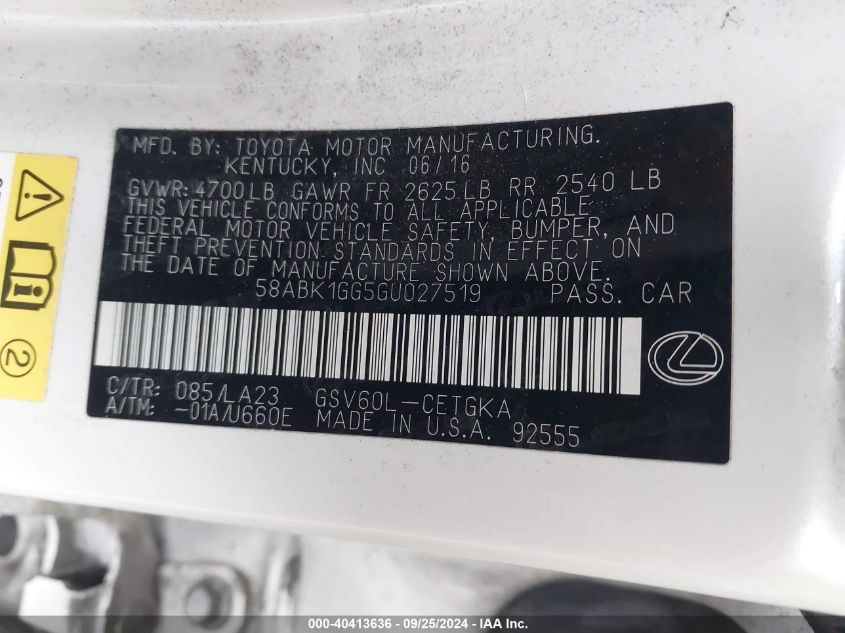 MFD. BY: TOYOTA MOTOR MANUFACTURING.
KENTUCKY, INC 06/16
GVWR: 4700LB GAWR FR 2625LB RR 2540 LB
THIS VEHICLE CONFORMS TO ALL APPLICABLE
FEDERAL MOTOR VEHICLE SAFETY, BUMPER, AND
THEFT PREVENTION STANDARDS IN EFFECT ON
THE DATE OF MANUFACTURE SHOWN ABOVE.
58ABK1GG5GU027519 PASS. CAR
C/TR: 085/LA23 GSV60L-CETGKA
A/TM: -01A/U660E MADE IN U.S.A. 92555
2
000-40413636 - 09/25/2024 - IAA Inc.